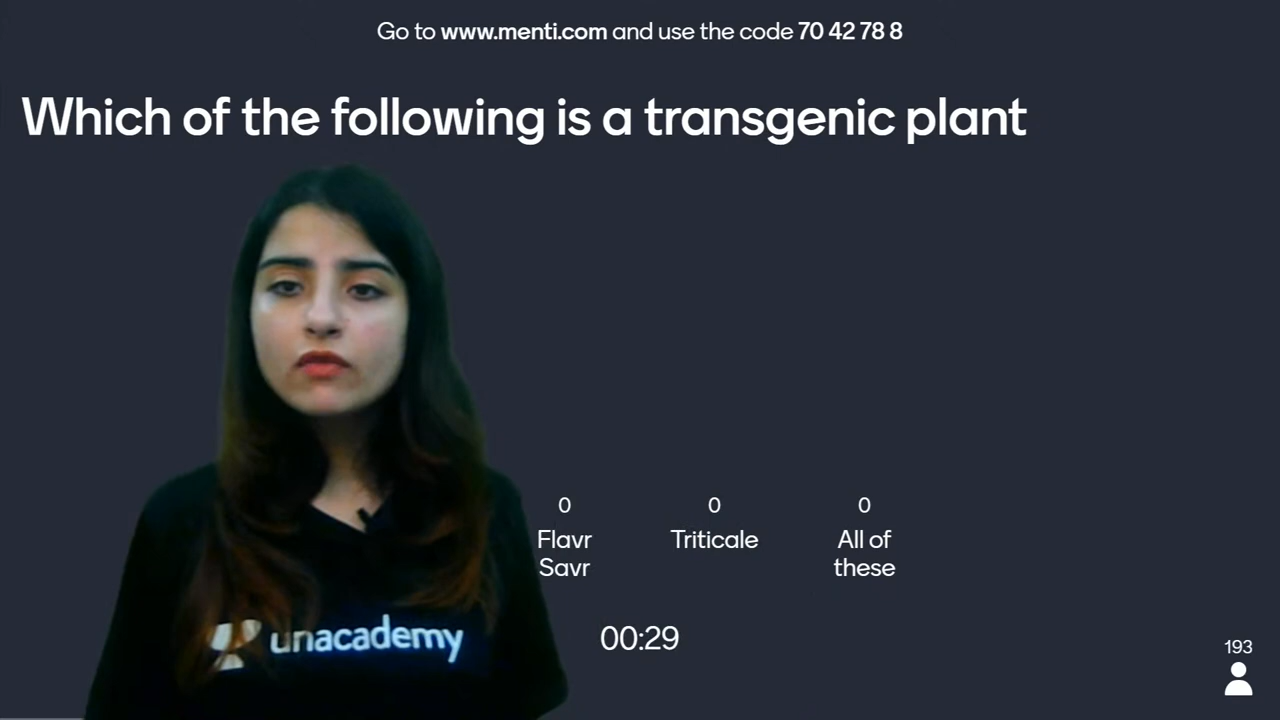 Go to www.menti.com and use the code 70 42 78 8
Which of the following is a transgenic plant
0
Flavr
Savr
0
Triticale
0
All of
these
unacademy
00:29
193